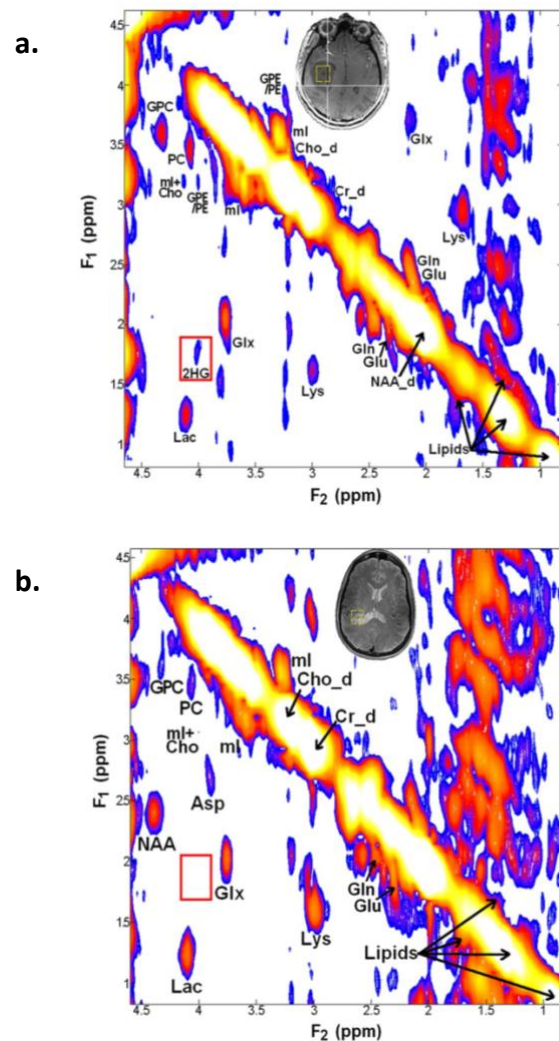 a.
4.5
4
3.5
3
2.5
2
1.5
1
F1 (ppm)
GPC
PC
mI+
Cho
GPE
/PE
mI
GPE
/PE
mI
Cho_d
Cr_d
Glx
Lys
Gln
Glu
Glx
2HG
Lac
Lys
Gln
Glu
NAA_d
Lipids
4.5
4
3.5
3
2.5
2
1.5
1
F2 (ppm)
b.
4.5
4
3.5
3
2.5
2
1.5
1
F1 (ppm)
GPC
PC
mI+
Cho
mI
mI
Cho_d
Cr_d
Asp
NAA
Glx
Lac
Lys
Gln
Glu
Lipids
4.5
4
3.5
3
2.5
2
1.5
1
F2 (ppm)